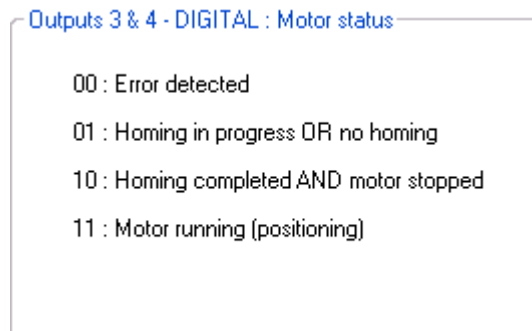 Outputs 3 & 4 - DIGITAL : Motor status
00 : Error detected
01 : Homing in progress OR no homing
10 : Homing completed AND motor stopped
11 : Motor running (positioning)